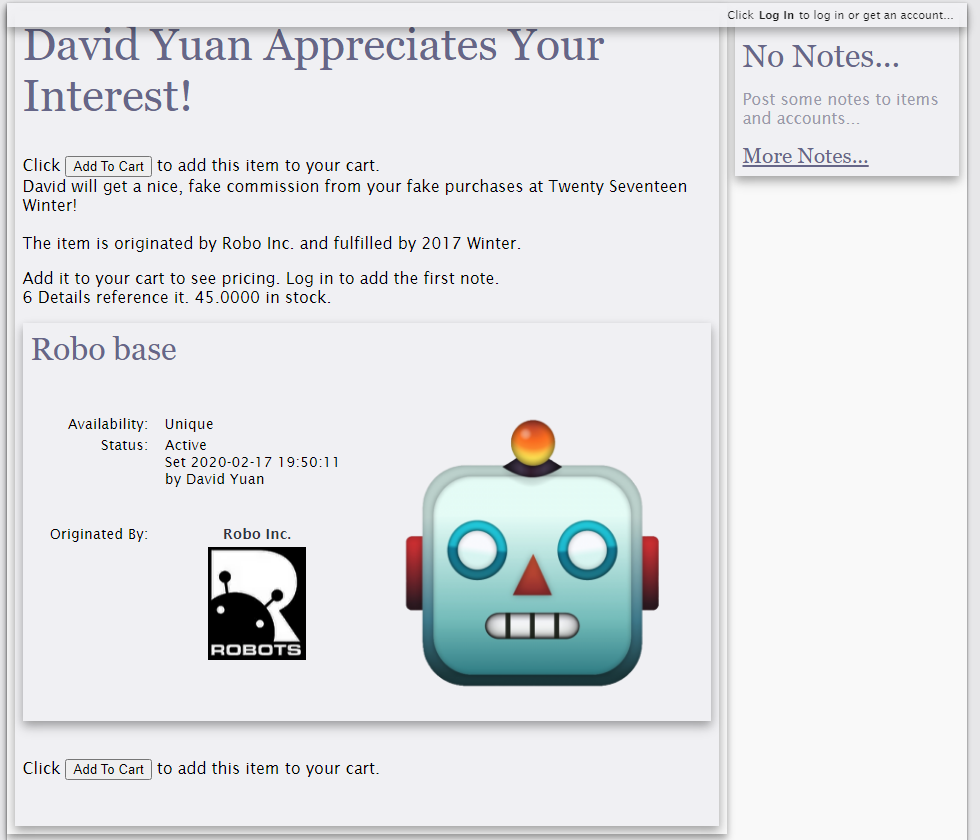 Click Log In to log in or get an account...
David Yuan Appreciates Your
Interest!
Click Add To Cart to add this item to your cart.
David will get a nice, fake commission from your fake purchases at Twenty Seventeen
Winter!
The item is originated by Robo Inc. and fulfilled by 2017 Winter.
Add it to your cart to see pricing. Log in to add the first note.
6 Details reference it. 45.0000 in stock.
Robo base
Availability: Unique
Status: Active
Set 2020-02-17 19:50:11
by David Yuan
Originated By: Robo Inc.
R
ROBOTS
Click Add To Cart to add this item to your cart.
No Notes...
Post some notes to items
and accounts...
More Notes...